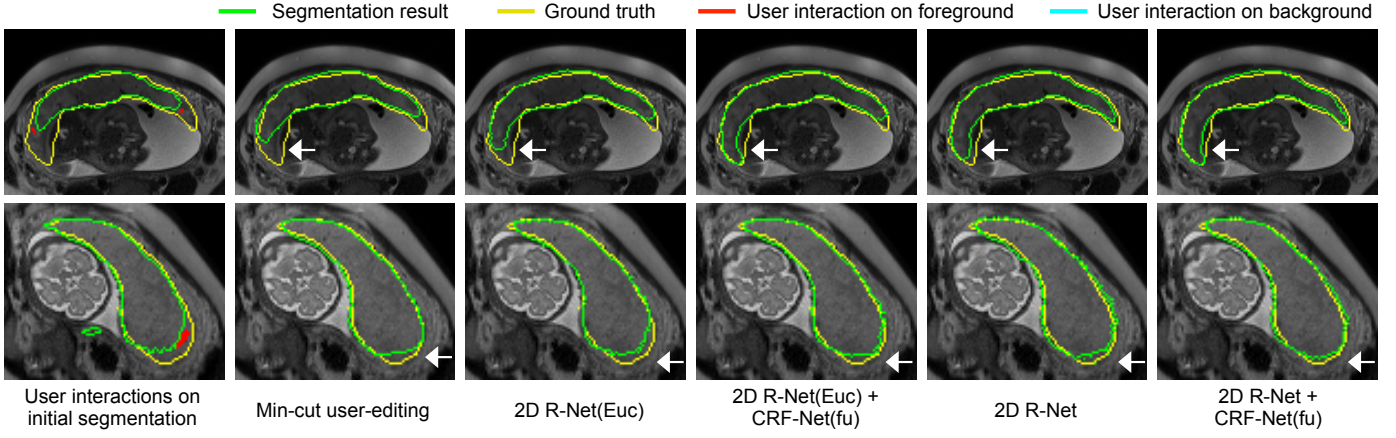 Segmentation result
Ground truth
User interaction on foreground
User interaction on background
User interactions on
initial segmentation
Min-cut user-editing
2D R-Net(Euc)
2D R-Net(Euc) +
CRF-Net(fu)
2D R-Net
2D R-Net +
CRF-Net(fu)